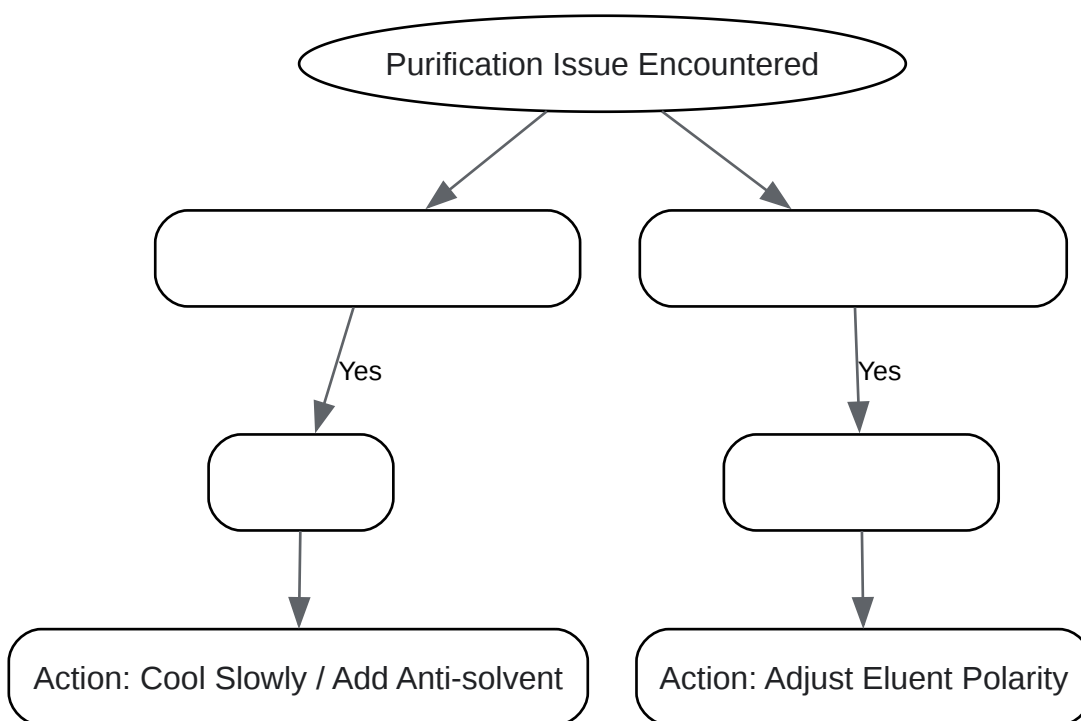 Purification Issue Encountered
Yes
Yes
Action: Cool Slowly / Add Anti-solvent
Action: Adjust Eluent Polarity